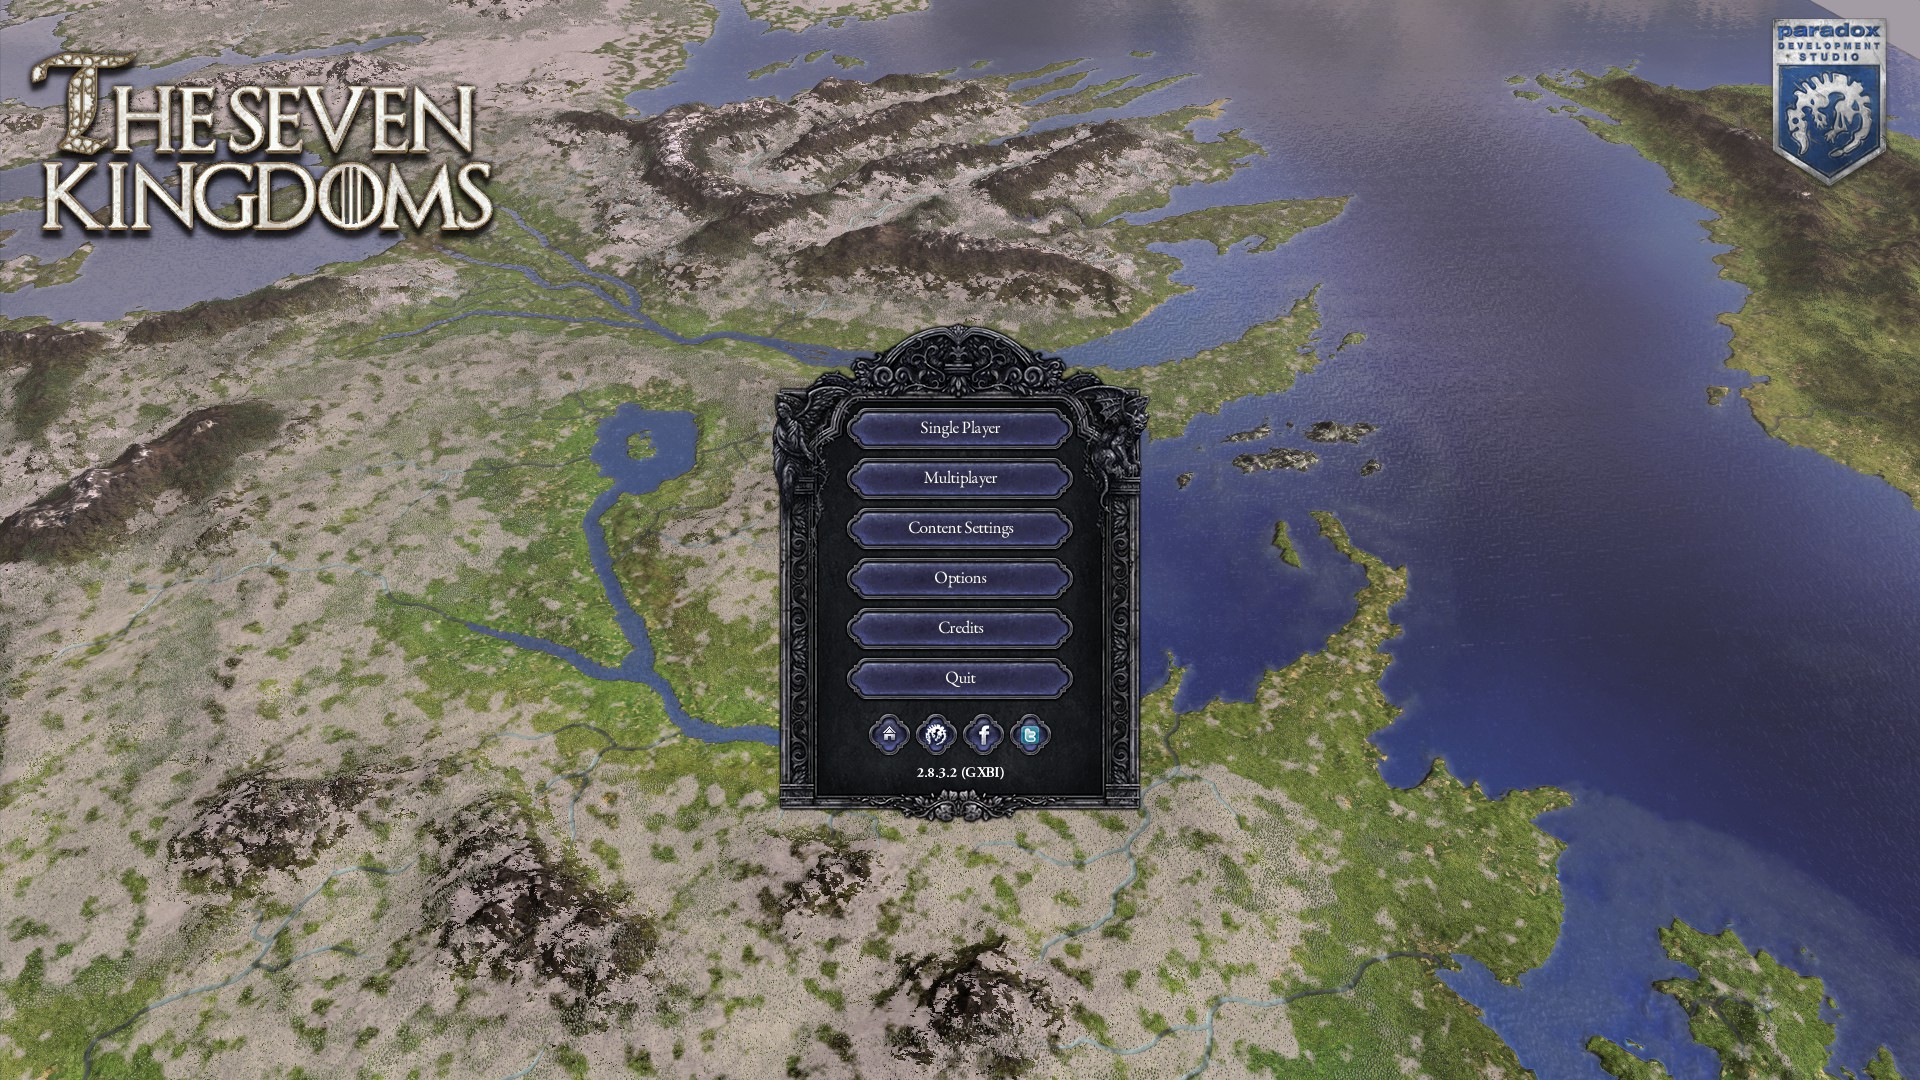 THE SEVEN
KINGDOMS
paradox
DEVELOPMENT
STUDIO
Single Player
Multiplayer
Content Settings
Options
Credits
Quit
2.8.3.2 (GXBI)